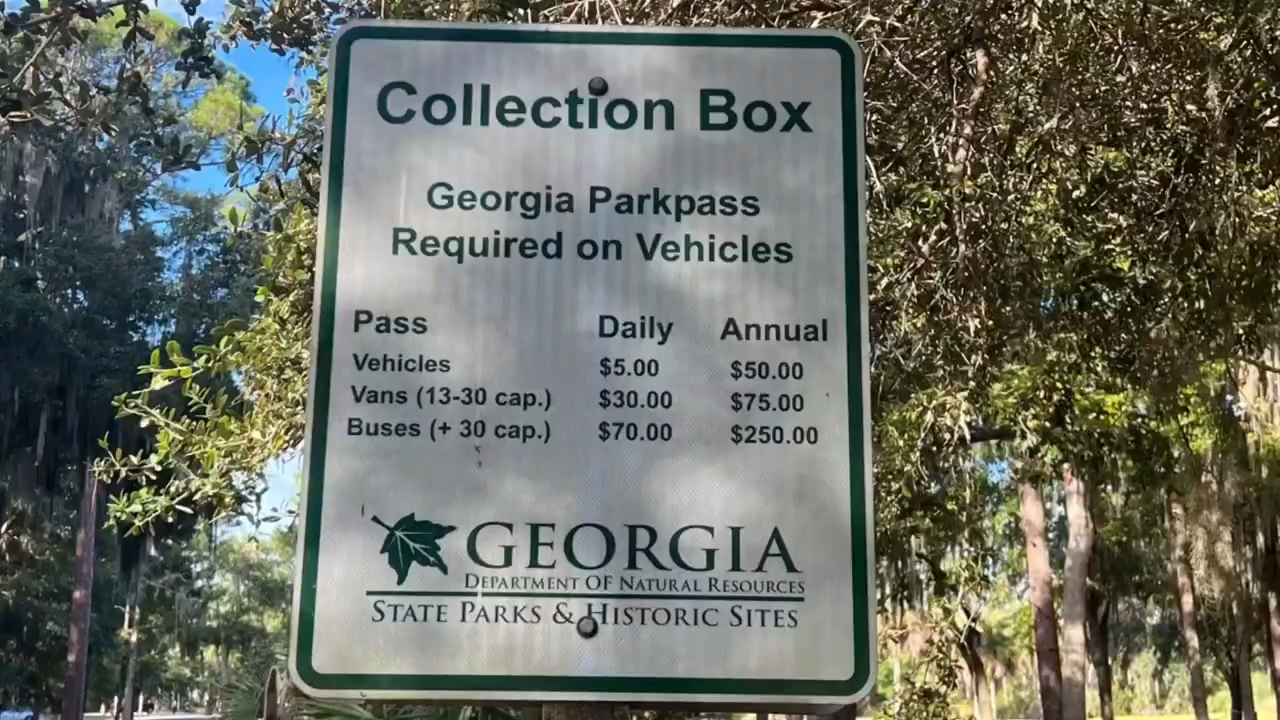 Collection Box
Georgia Parkpass
Required on Vehicles
Pass Daily Annual
Vehicles $5.00 $50.00
Vans (13-30 cap.) $30.00 $75.00
Buses (+ 30 cap.) $70.00 $250.00
GEORGIA
DEPARTMENT OF NATURAL RESOURCES
STATE PARKS & HISTORIC SITES